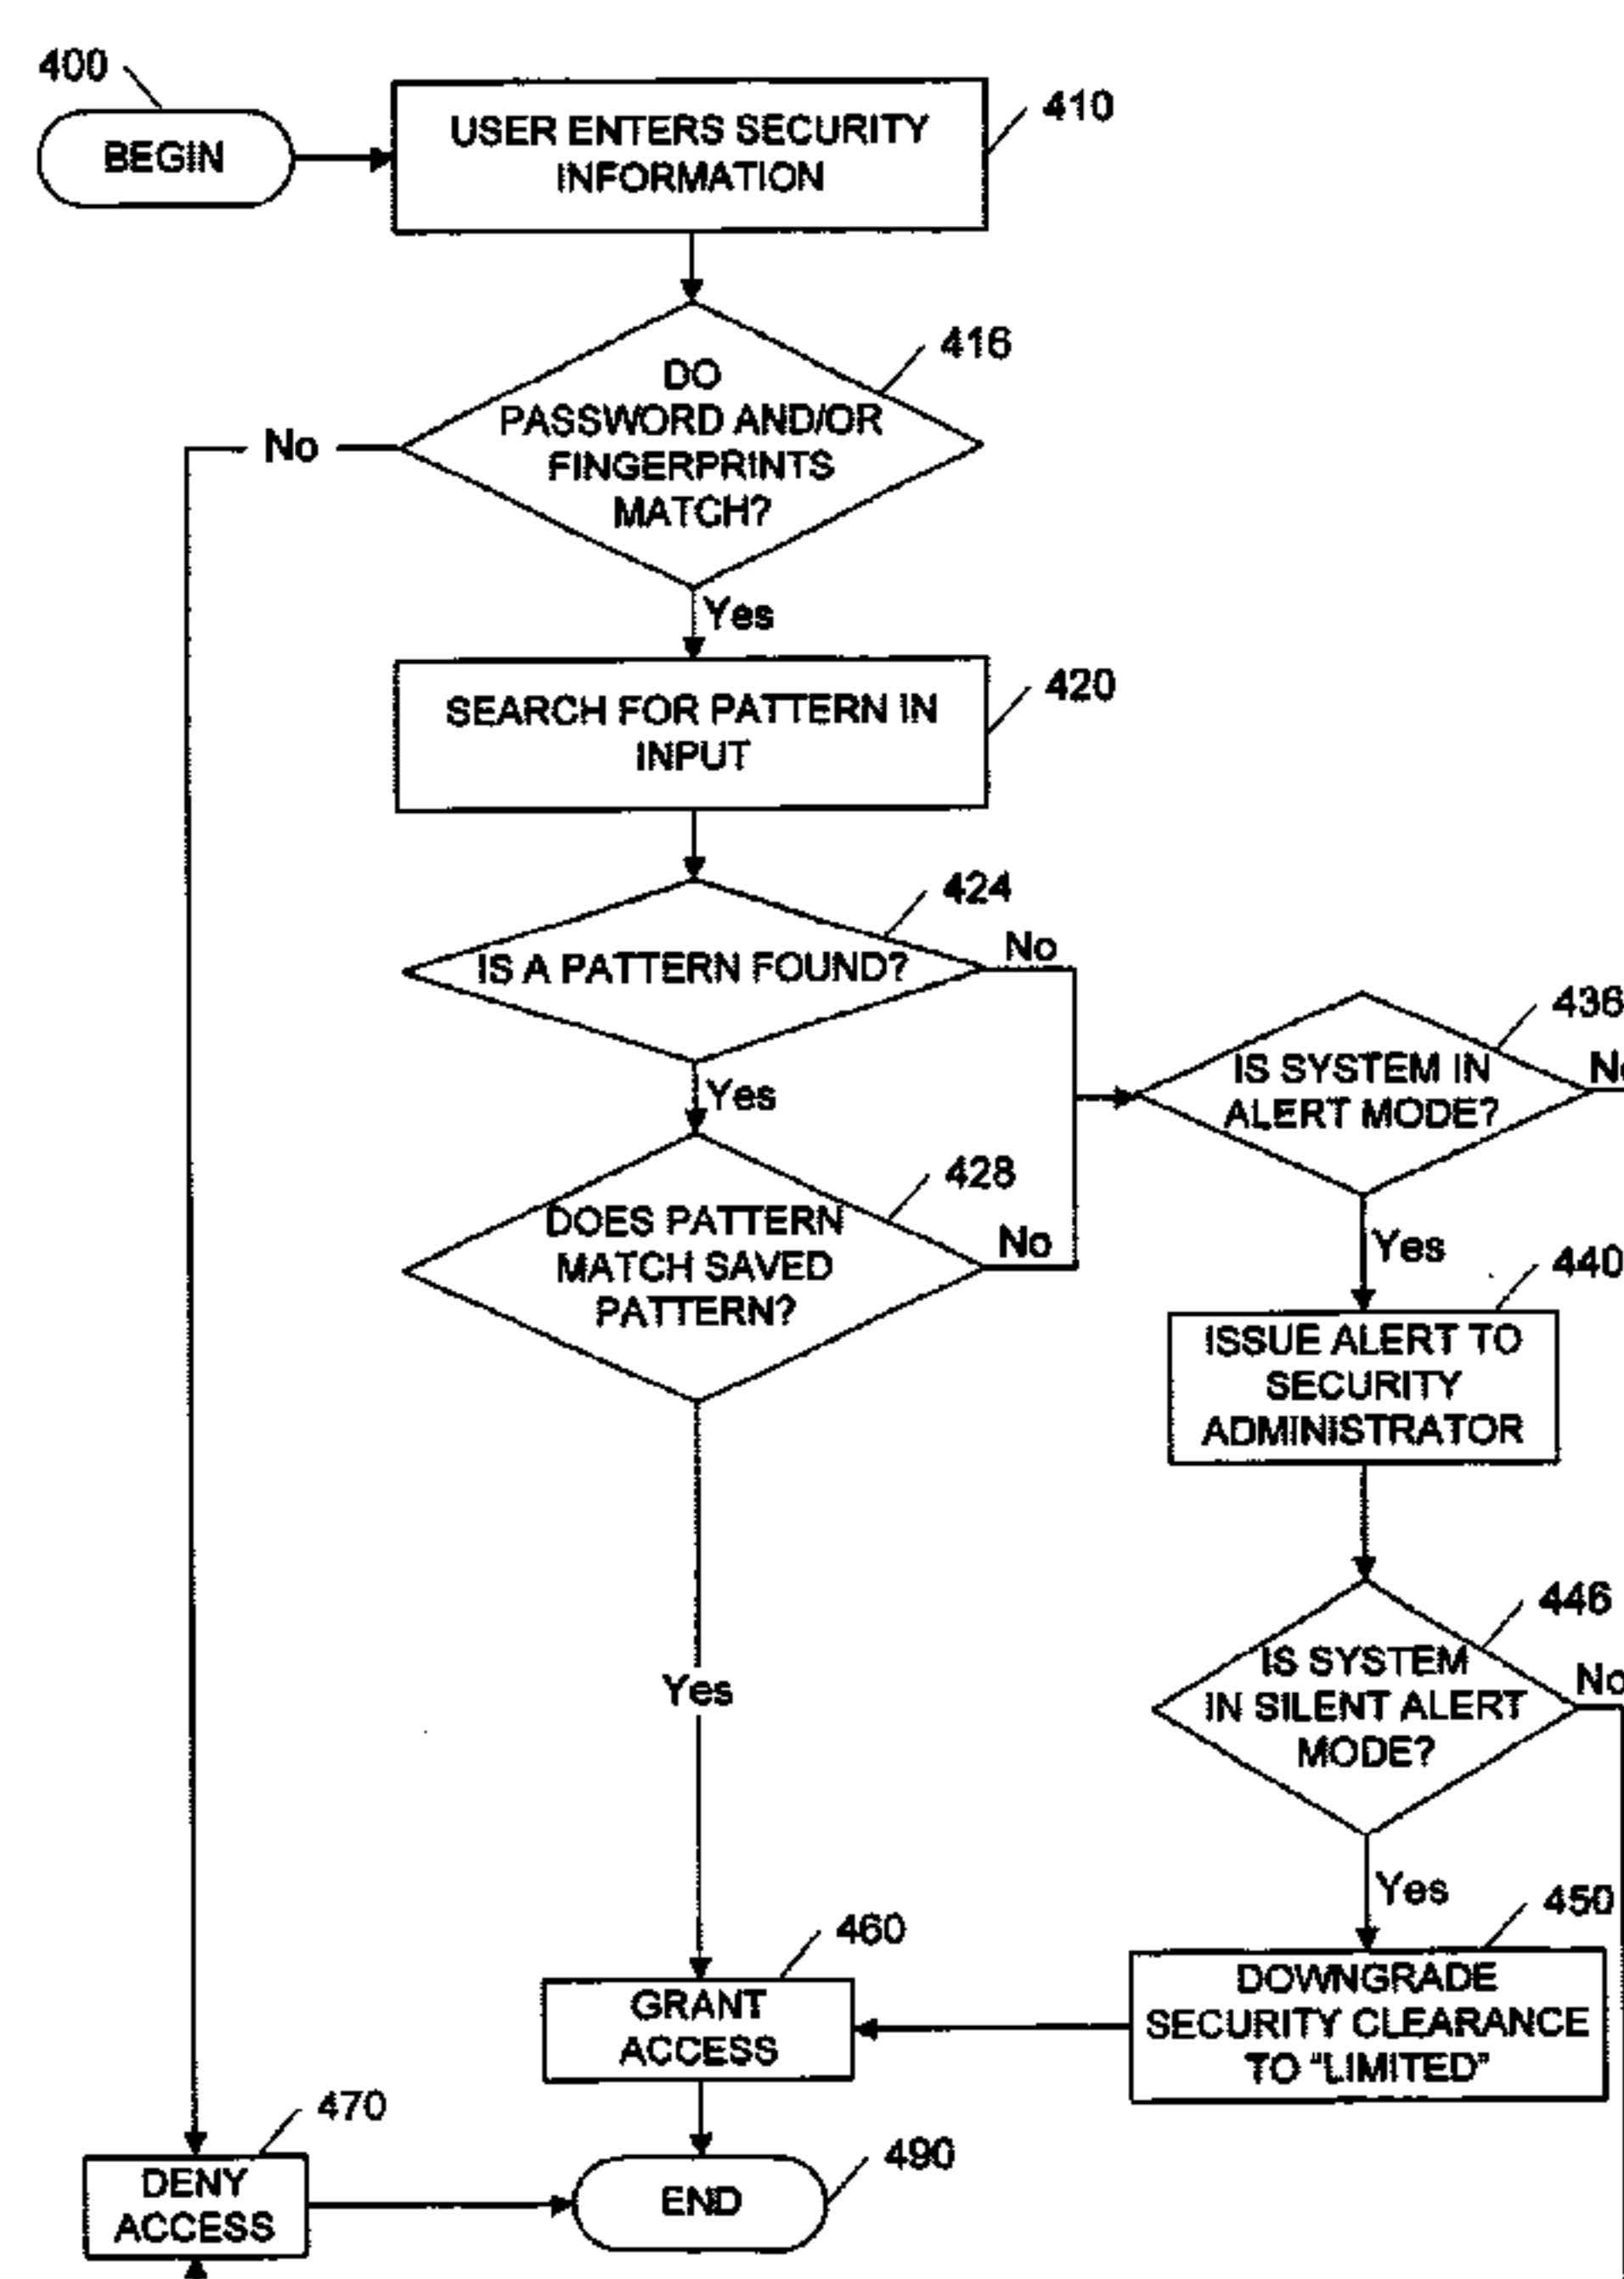 400
BEGIN
USER ENTERS SECURITY
INFORMATION
410
DO
PASSWORD AND/OR
FINGERPRINTS
MATCH?
416
No
Yes
SEARCH FOR PATTERN IN
INPUT
420
IS A PATTERN FOUND?
424
No
Yes
DOES PATTERN
MATCH SAVED
PATTERN?
428
No
Yes
IS SYSTEM IN
ALERT MODE?
436
No
Yes
ISSUE ALERT TO
SECURITY
ADMINISTRATOR
440
IS SYSTEM
IN SILENT ALERT
MODE?
446
No
Yes
DOWNGRADE
SECURITY CLEARANCE
TO "LIMITED"
450
GRANT
ACCESS
460
DENY
ACCESS
470
END
490